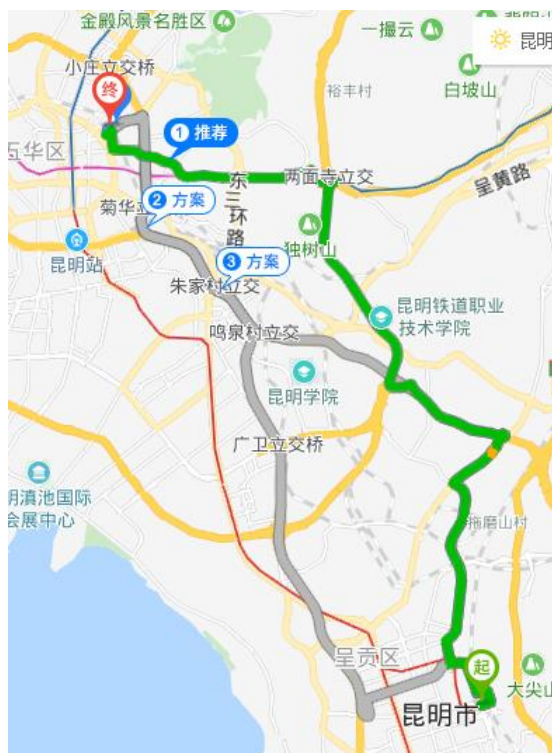 金殿风景名胜区
一撮云
昆明
小庄立交桥
白坡山
终
裕丰村
1 推荐
五华区
两面寺立交
呈黄路
东三环路
2 方案
菊华立
独树山
昆明站
3 方案
朱家村立交
昆明铁道职业
技术学院
鸣泉村立交
昆明学院
广卫立交桥
明滇池国际
会展中心
拖磨山村
呈贡区
起
大尖山
昆明市